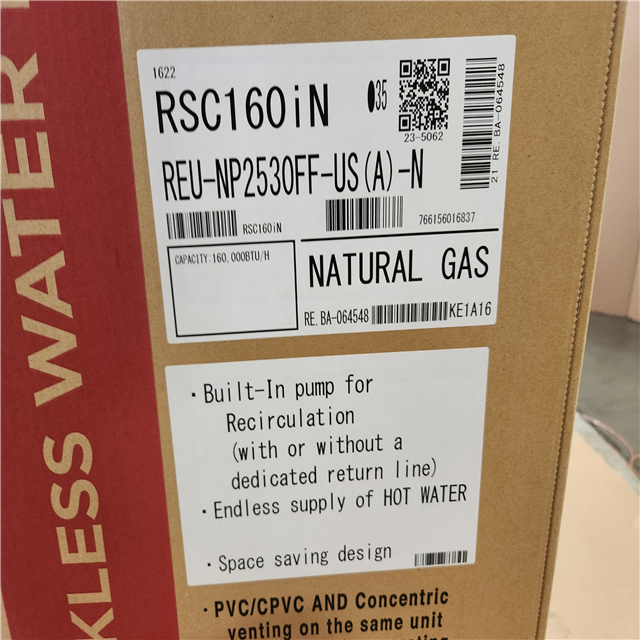 1622
RSC160iN
35
23-5062
21 RE. BA-064548
REU-NP2530FF-US(A)-N
RSC160iN
766156016837
CAPACITY:160,000BTU/H
NATURAL GAS
RE. BA-064548
KE1A16
KLESS WATER
· Built-In pump for
Recirculation
(with or without a
dedicated return line)
· Endless supply of HOT WATER
· Space saving design
· PVC/CPVC AND Concentric
venting on the same unit